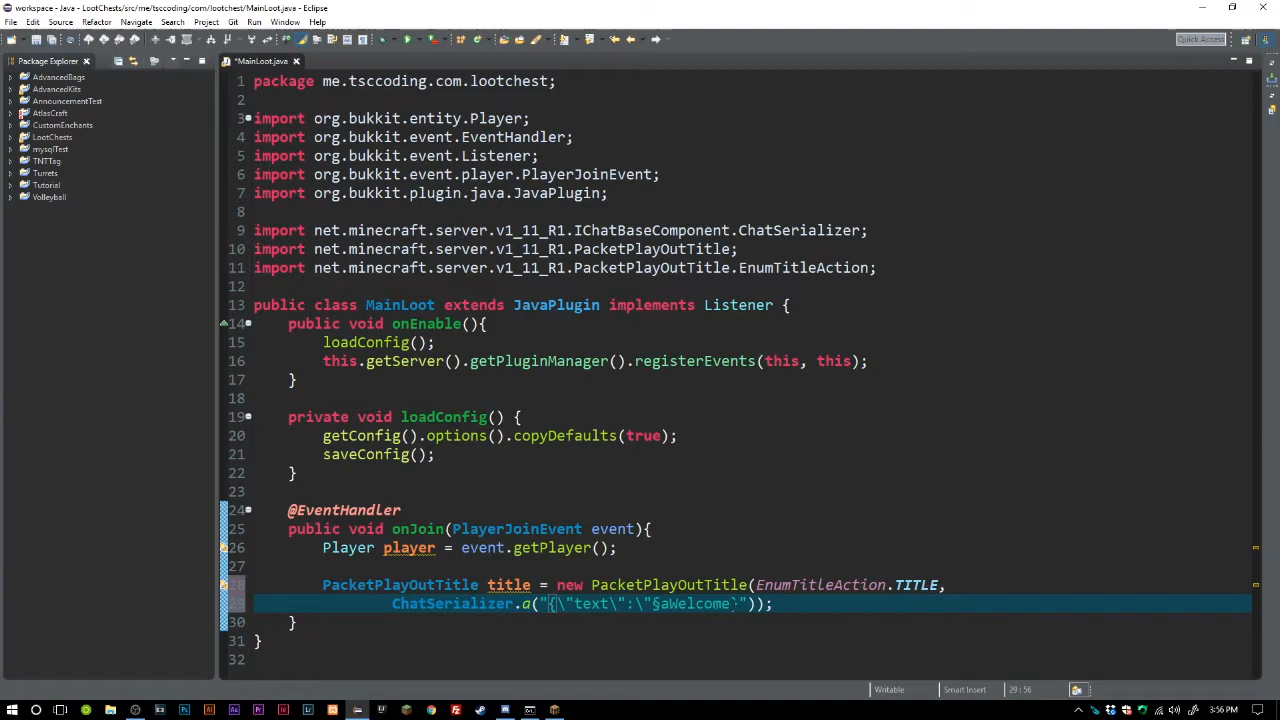 workspace - Java - LootChests/MainLoot.java - Eclipse
File Edit Source Refactor Navigate Search Project Git Run Window Help
Quick Access
Package Explorer
*MainLoot.java
AdvancedBags
AdvancedKits
AnnouncementTest
AtlasCraft
CustomEnchants
LootChests
mysqlTest
TNTTag
Turrets
Tutorial
Volleyball
1 package me.tsccoding.com.lootchest;
2
3 import org.bukkit.entity.Player;
4 import org.bukkit.event.EventHandler;
5 import org.bukkit.event.Listener;
6 import org.bukkit.event.player.PlayerJoinEvent;
7 import org.bukkit.plugin.java.JavaPlugin;
8
9 import net.minecraft.server.v1_11_R1.IChatBaseComponent.ChatSerializer;
10 import net.minecraft.server.v1_11_R1.PacketPlayOutTitle;
11 import net.minecraft.server.v1_11_R1.PacketPlayOutTitle.EnumTitleAction;
12
13 public class MainLoot extends JavaPlugin implements Listener {
14 public void onEnable(){
15 loadConfig();
16 this.getServer().getPluginManager().registerEvents(this, this);
17 }
18
19 private void loadConfig() {
20 getConfig().options().copyDefaults(true);
21 saveConfig();
22 }
23
24 @EventHandler
25 public void onJoin(PlayerJoinEvent event){
26 Player player = event.getPlayer();
27
28 PacketPlayOutTitle title = new PacketPlayOutTitle(EnumTitleAction.TITLE,
29 ChatSerializer.a("{\"text\":\"§aWelcome}"));
30 }
31 }
32
Writable Smart Insert 29 : 56
3:56 PM